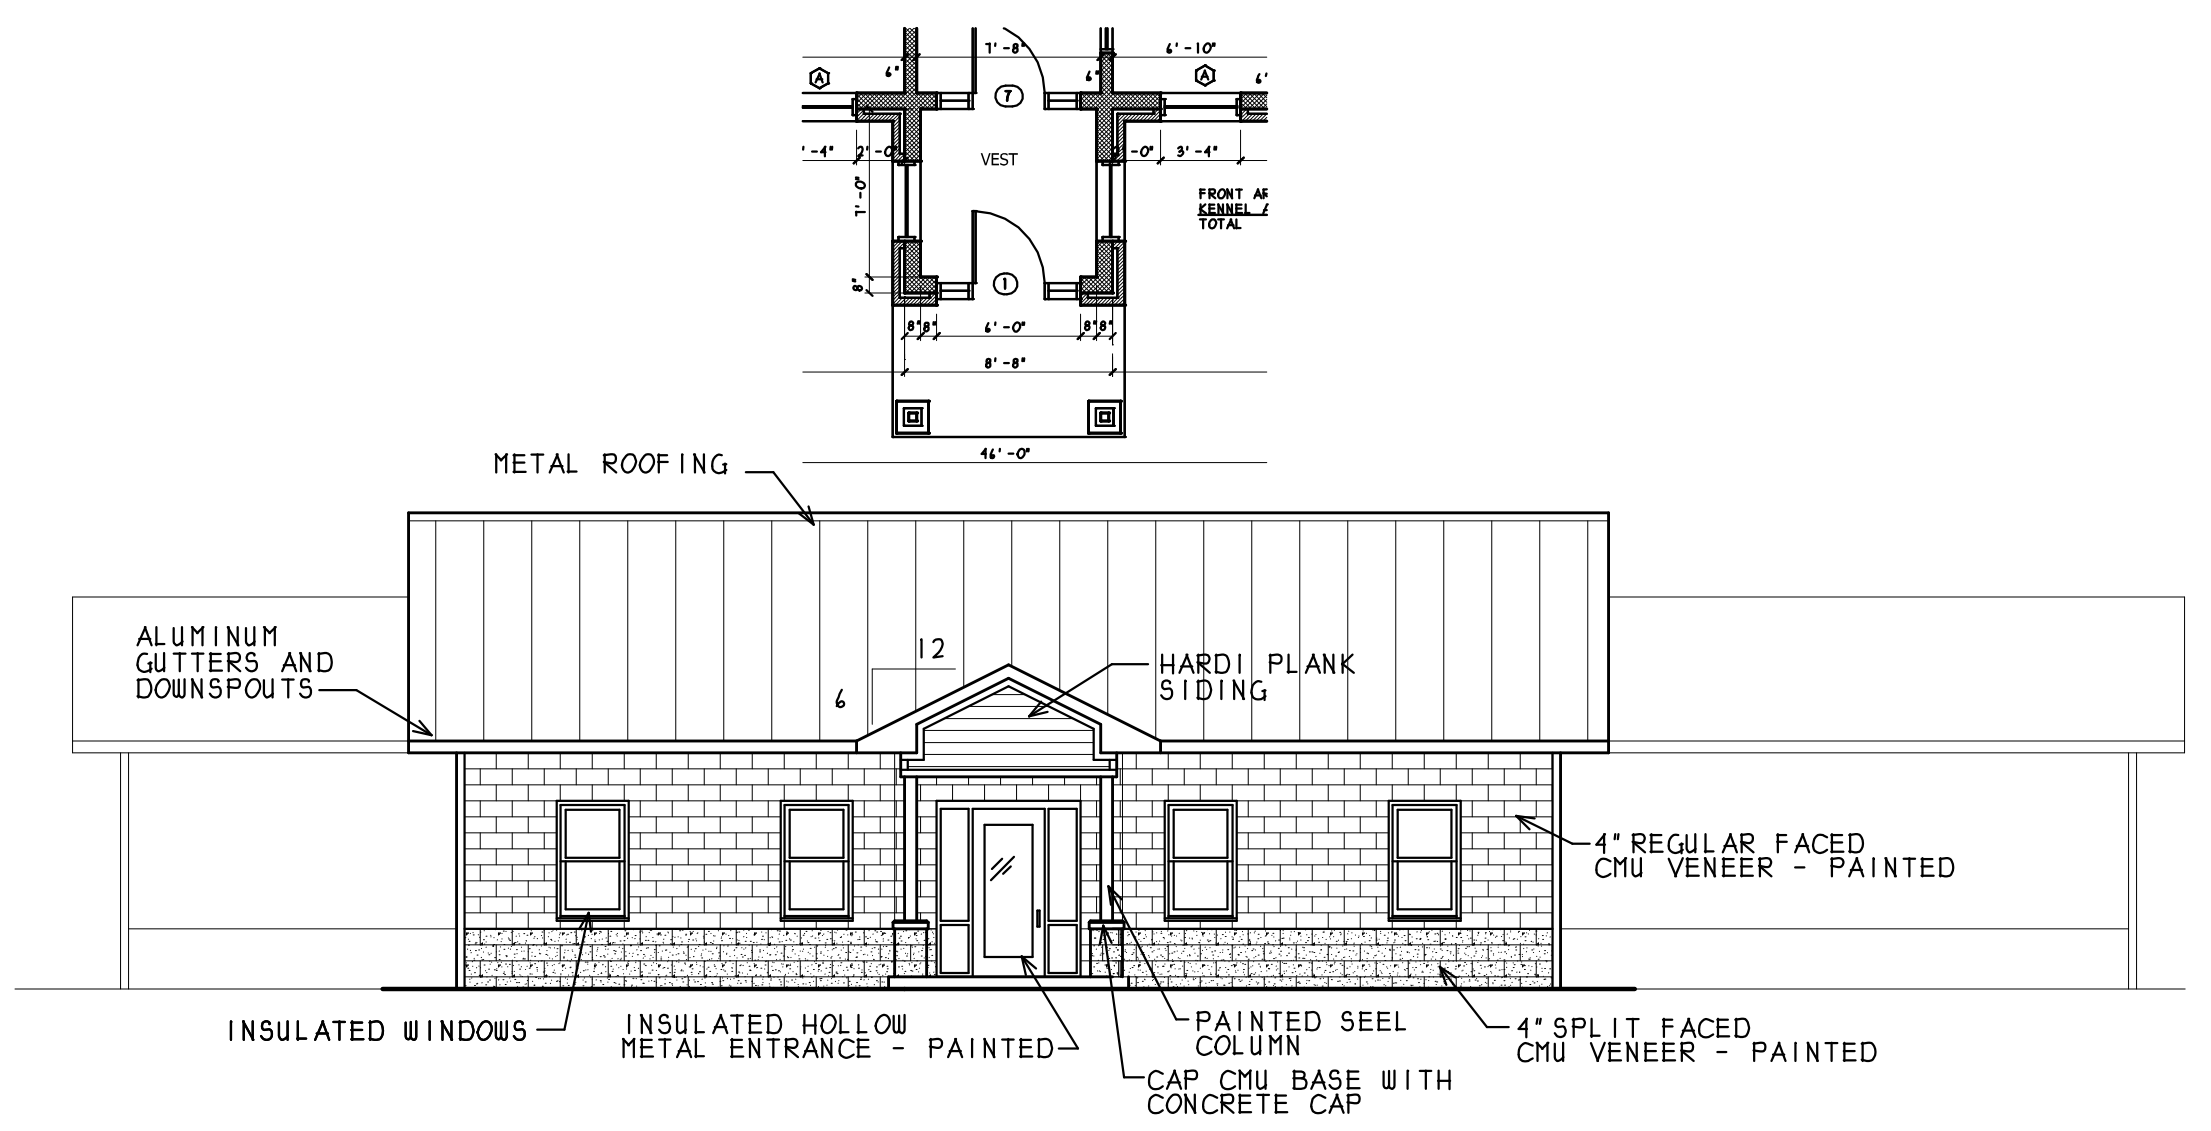 7'-8"
6'-10"
6"
6"
6'
A
A
7
'-4"
2'-0"
-0"
3'-4"
VEST
7'-0"
FRONT
KENNEL
TOTAL
8"
1
8"
8"
6'-0"
8"
8"
8'-8"
46'-0"
METAL ROOFING
ALUMINUM
GUTTERS AND
DOWNSPOUTS
12
6
HARDI PLANK
SIDING
4" REGULAR FACED
CMU VENEER - PAINTED
INSULATED WINDOWS
INSULATED HOLLOW
METAL ENTRANCE - PAINTED
PAINTED SEEL
COLUMN
4" SPLIT FACED
CMU VENEER - PAINTED
CAP CMU BASE WITH
CONCRETE CAP